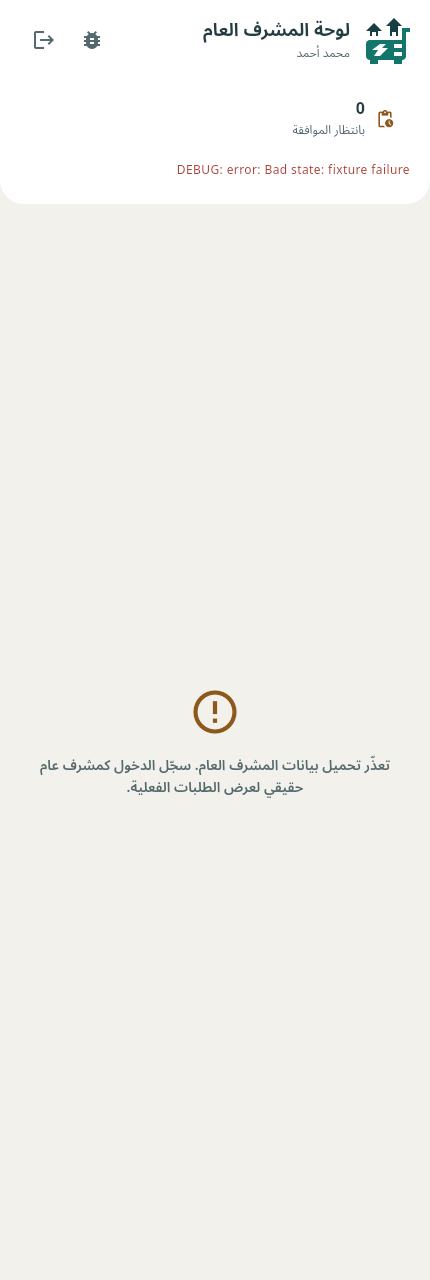 لوحة المشرف العام
محمد أحمد
0
بانتظار الموافقة
DEBUG: error: Bad state: fixture failure
تعذّر تحميل بيانات المشرف العام. سجّل الدخول كمشرف عام
حقيقي لعرض الطلبات الفعلية.